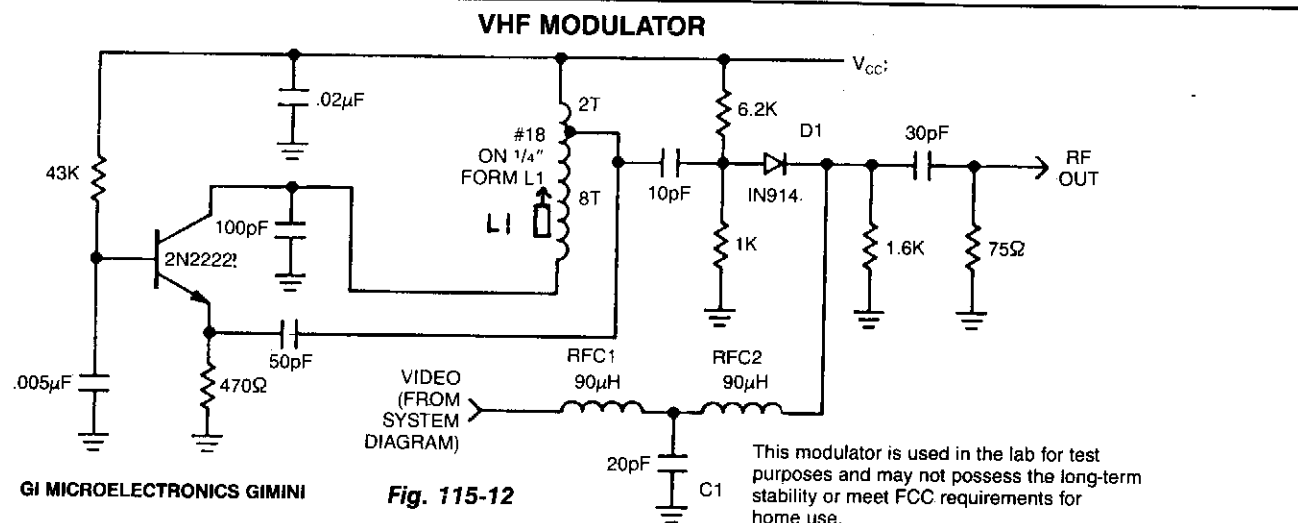 VHF MODULATOR
VCC;
.02µF
2T
6.2K
D1
30pF
#18
ON 1/4"
FORM L1
43K
RF
OUT
10pF
IN914.
8T
L1
100pF
1K
1.6K
75Ω
2N2222!
50pF
RFC1
90µH
RFC2
90µH
.005µF
470Ω
VIDEO
(FROM
SYSTEM
DIAGRAM)
20pF
C1
This modulator is used in the lab for test
purposes and may not possess the long-term
stability or meet FCC requirements for
home use.
GI MICROELECTRONICS GIMINI
Fig. 115-12